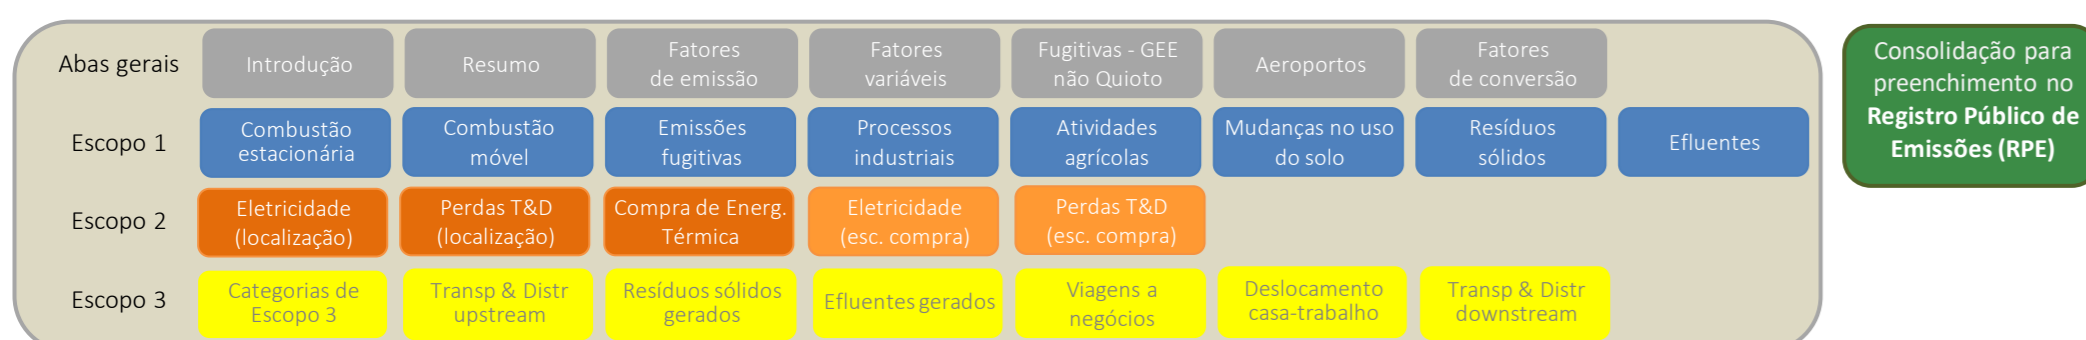 Abas gerais
Introdução
Resumo
Fatores
de emissão
Fatores
variáveis
Fugitivas - GEE
não Quioto
Aeroportos
Fatores
de conversão
Escopo 1
Combustão
estacionária
Combustão
móvel
Emissões
fugitivas
Processos
industriais
Atividades
agrícolas
Mudanças no uso
do solo
Resíduos
sólidos
Efluentes
Escopo 2
Eletricidade
(localização)
Perdas T&D
(localização)
Compra de Energ.
Térmica
Eletricidade
(esc. compra)
Perdas T&D
(esc. compra)
Escopo 3
Categorias de
Escopo 3
Transp & Distr
upstream
Resíduos sólidos
gerados
Efluentes gerados
Viagens a
negócios
Deslocamento
casa-trabalho
Transp & Distr
downstream
Consolidação para
preenchimento no
Registro Público de
Emissões (RPE)